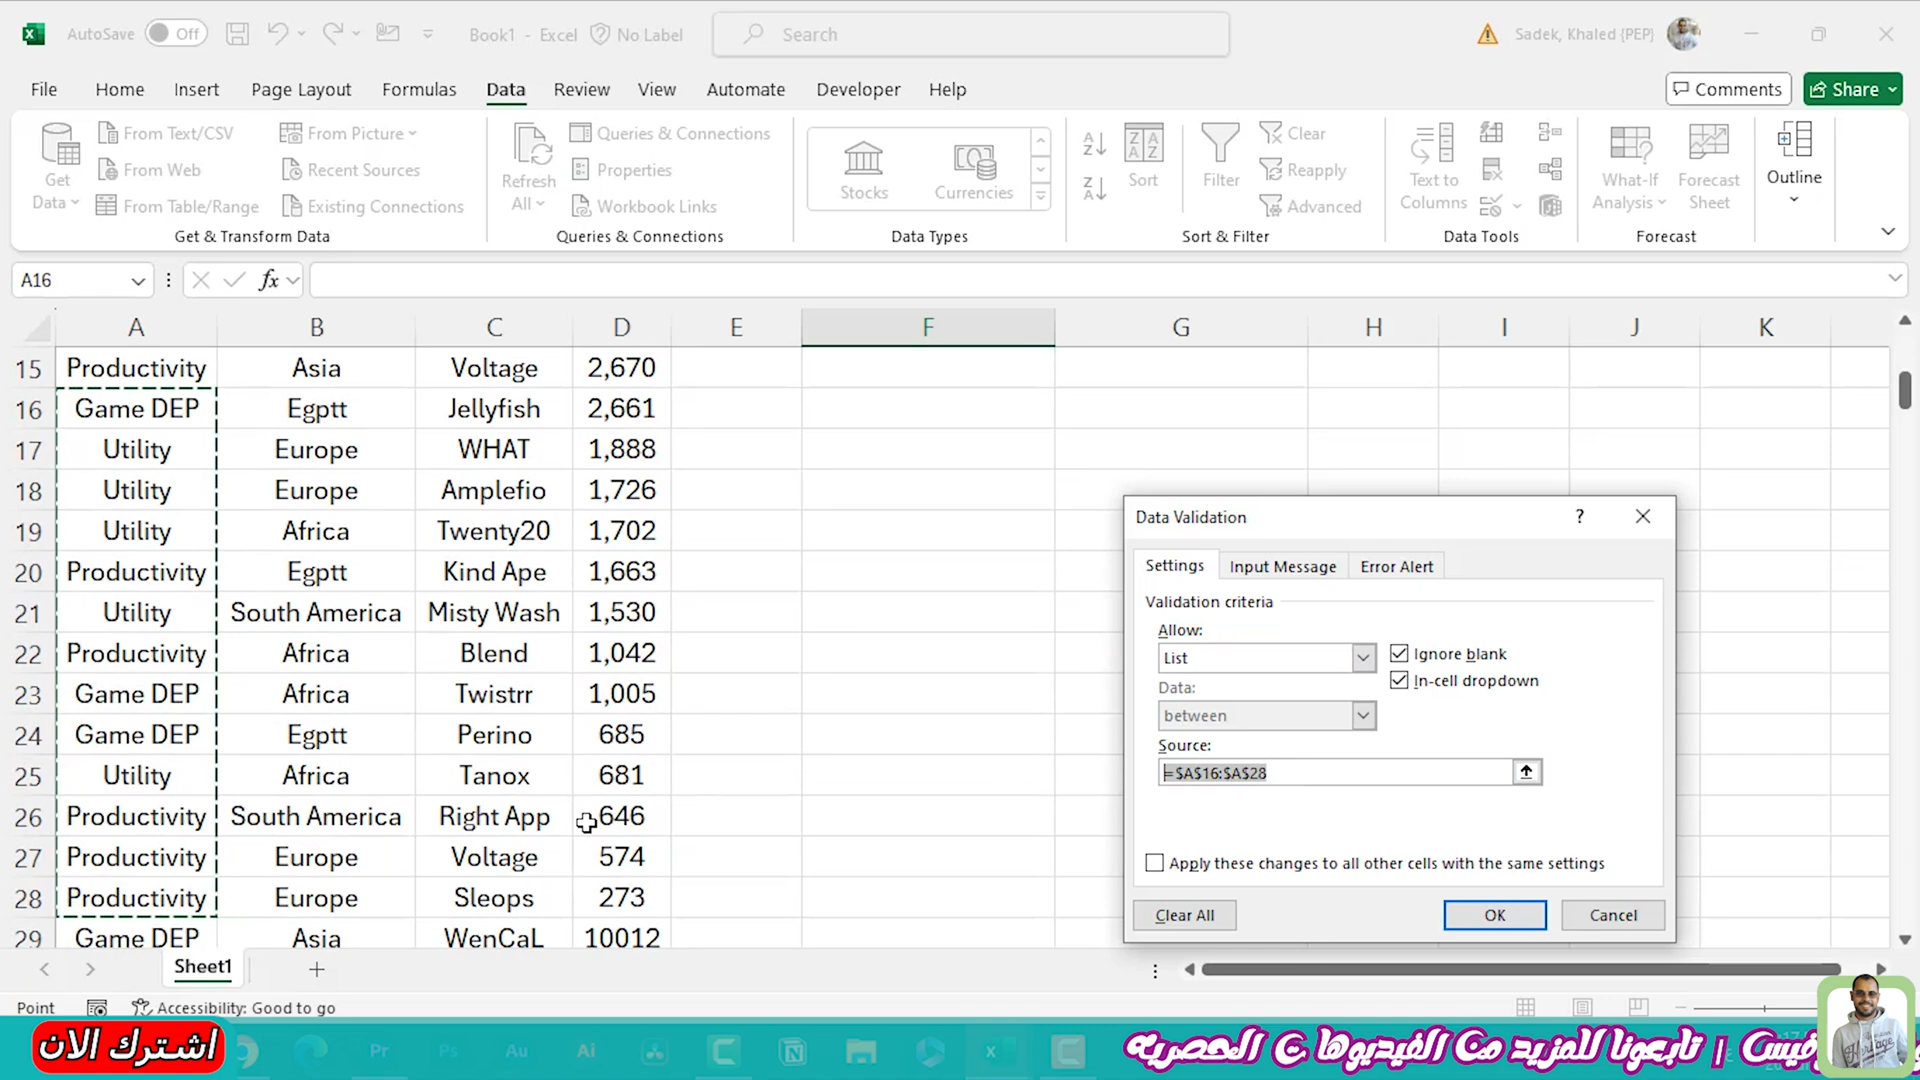 AutoSave Off Book1 - Excel No Label Search Sadek, Khaled {PEP}
File Home Insert Page Layout Formulas Data Review View Automate Developer Help Comments Share
Get Data
From Text/CSV
From Web
From Table/Range
From Picture
Recent Sources
Existing Connections
Get & Transform Data
Refresh All
Queries & Connections
Properties
Workbook Links
Queries & Connections
Stocks Currencies
Data Types
Sort
Filter
Clear
Reapply
Advanced
Sort & Filter
Text to Columns
Data Tools
What-If Analysis
Forecast Sheet
Forecast
Outline
A16 fx
A B C D E F G H I J K
15 Productivity Asia Voltage 2,670
16 Game DEP Egptt Jellyfish 2,661
17 Utility Europe WHAT 1,888
18 Utility Europe Amplefio 1,726
19 Utility Africa Twenty20 1,702
20 Productivity Egptt Kind Ape 1,663
21 Utility South America Misty Wash 1,530
22 Productivity Africa Blend 1,042
23 Game DEP Africa Twistrr 1,005
24 Game DEP Egptt Perino 685
25 Utility Africa Tanox 681
26 Productivity South America Right App 646
27 Productivity Europe Voltage 574
28 Productivity Europe Sleops 273
29 Game DEP Asia WenCaL 10012
Data Validation ?
Settings Input Message Error Alert
Validation criteria
Allow:
List
Ignore blank
In-cell dropdown
Data:
between
Source:
=$A$16:$A$28
Apply these changes to all other cells with the same settings
Clear All OK Cancel
Sheet1
Point Accessibility: Good to go
اشترك الان
Pr Ps Au Ai
فيس | تابعونا للمزيد من الفيديوها ت الحصريه